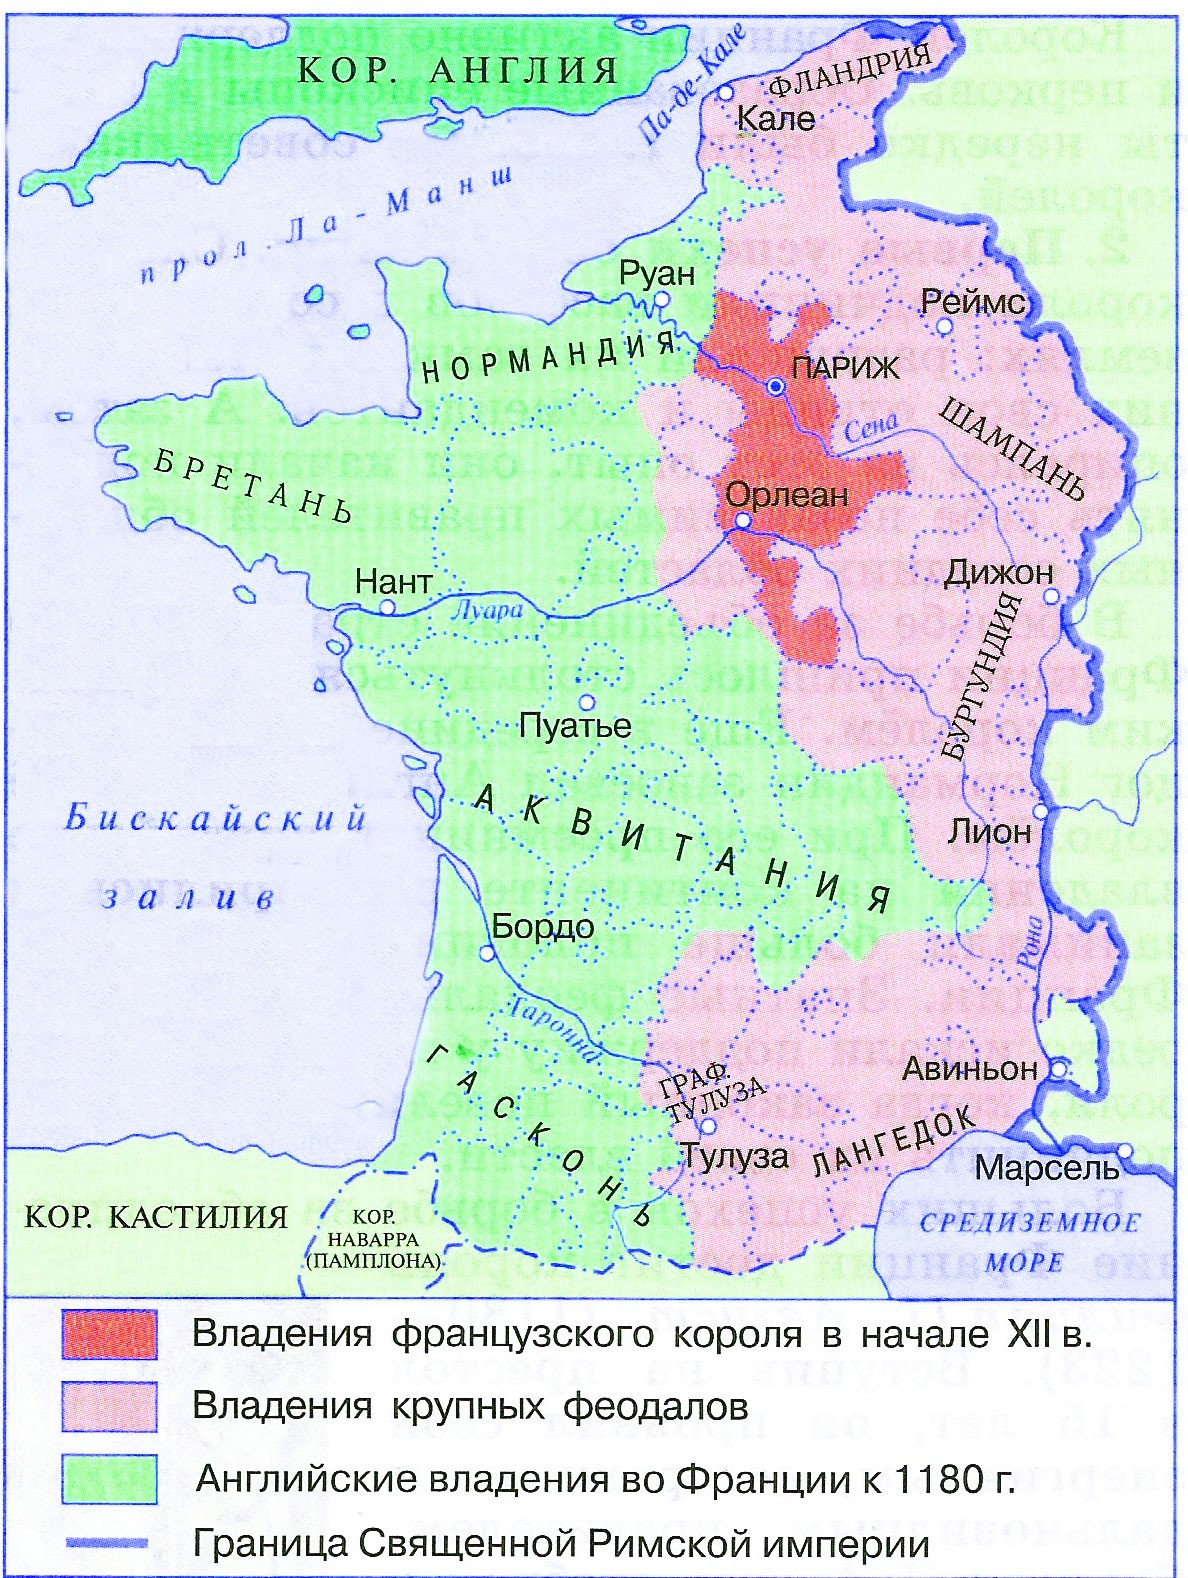 КОР. АНГЛИЯ
Па-де-Кале
ФЛАНДРИЯ
Кале
прол. Ла-Манш
Руан
Реймс
НОРМАНДИЯ
ПАРИЖ
ШАМПАНЬ
Сена
БРЕТАНЬ
Орлеан
Нант
Луара
Дижон
БУРГУНДИЯ
Пуатье
АКВИТАНИЯ
Бискайский
залив
Лион
Бордо
Рона
Гаронна
ГАСКОНЬ
ГРАФ.
ТУЛУЗА
Авиньон
Тулуза
ЛАНГЕДОК
Марсель
КОР. КАСТИЛИЯ
КОР.
НАВАРРА
(ПАМПЛОНА)
СРЕДИЗЕМНОЕ
МОРЕ
Владения французского короля в начале XII в.
Владения крупных феодалов
Английские владения во Франции к 1180 г.
Граница Священной Римской империи